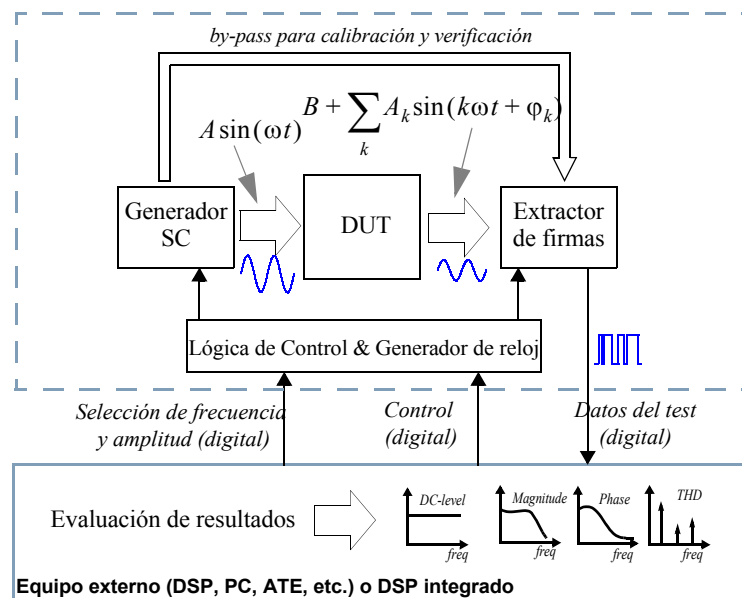 by-pass para calibración y verificación
A sin(ωt)
B + ∑ A_k sin(kωt + φ_k)
k
Generador
SC
DUT
Extractor
de firmas
Lógica de Control & Generador de reloj
Selección de frecuencia
y amplitud (digital)
Control
(digital)
Datos del test
(digital)
Evaluación de resultados
DC-level
freq
Magnitude
freq
Phase
freq
THD
freq
Equipo externo (DSP, PC, ATE, etc.) o DSP integrado